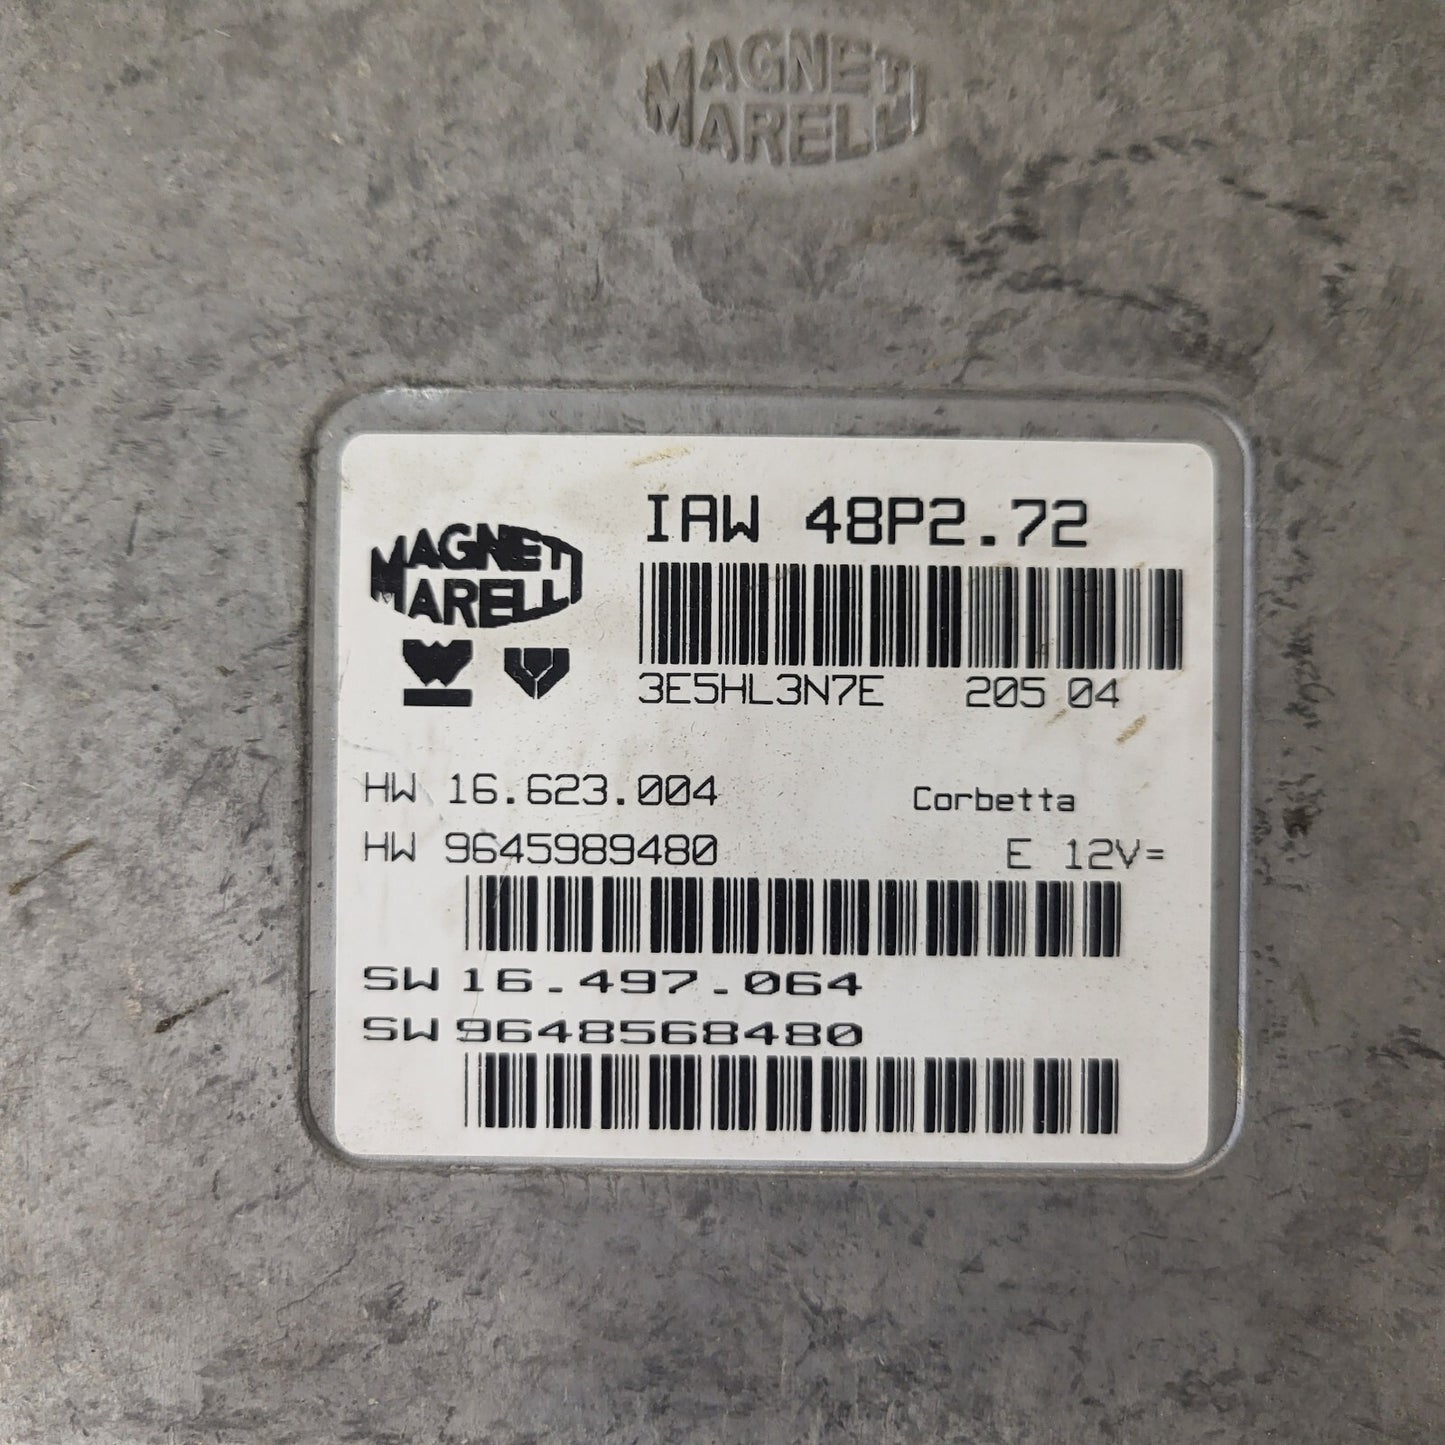 MAGNETI
MARELLI
IAW 48P2.72
MAGNETI
MARELLI
3E5HL3N7E 205 04
HW 16.623.004 Corbetta
HW 9645989480 E 12V=
SW 16.497.064
SW 9648568480